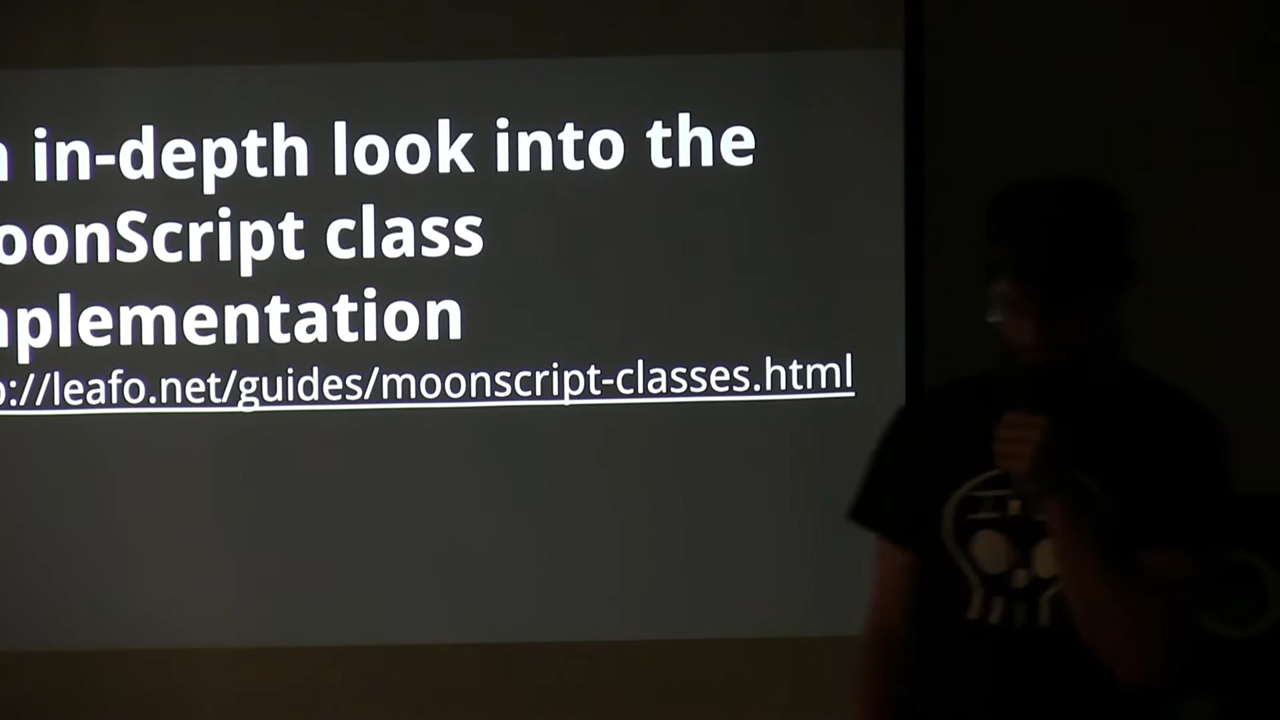 in-depth look into the
oonScript class
plementation
://leafo.net/guides/moonscript-classes.html